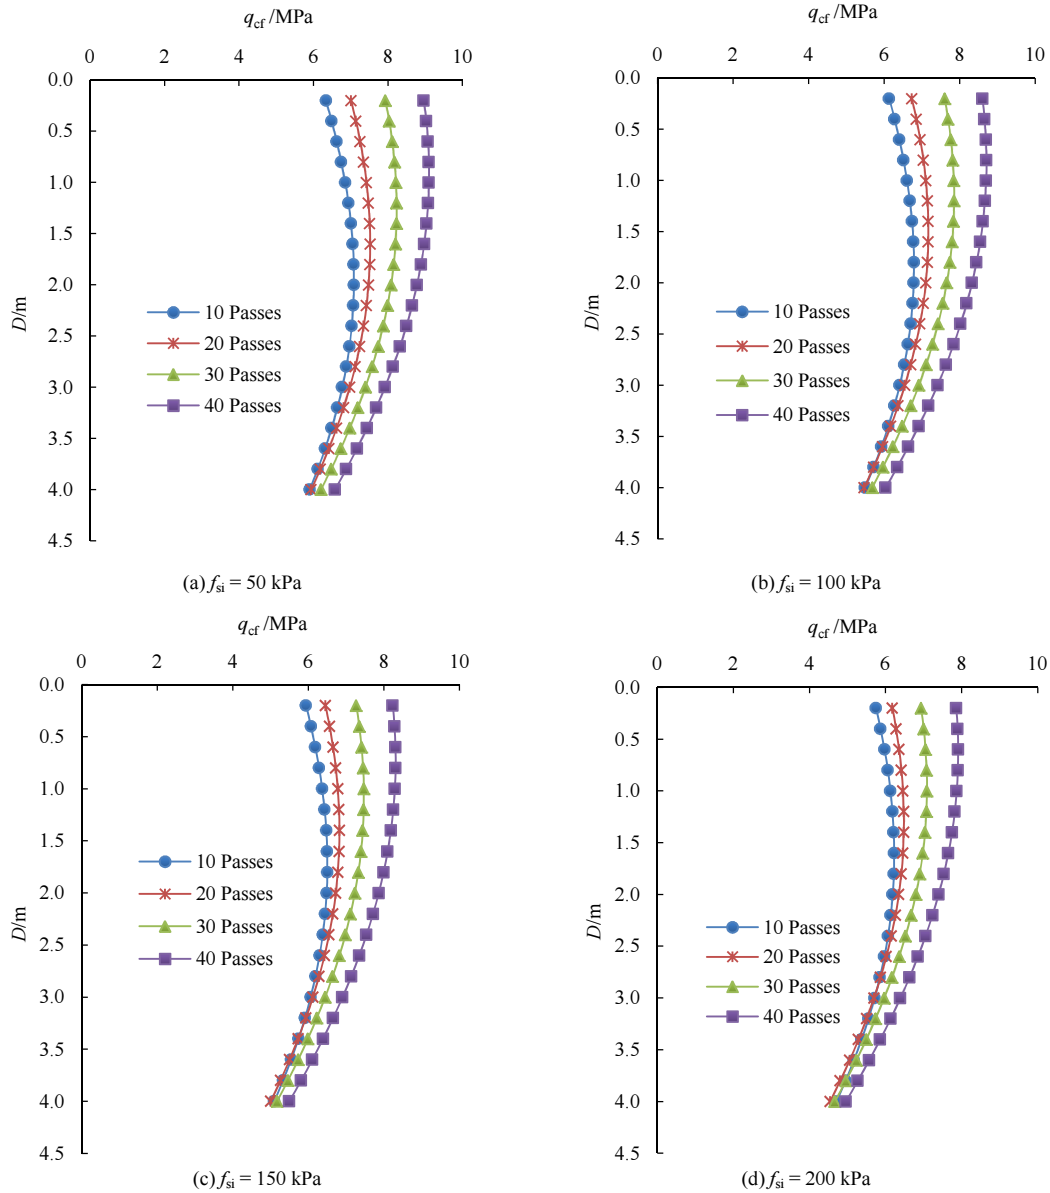 q_cf /MPa
0 2 4 6 8 10
0.0
0.5
1.0
1.5
2.0
2.5
3.0
3.5
4.0
4.5
D/m
10 Passes
20 Passes
30 Passes
40 Passes
(a) f_si = 50 kPa
q_cf /MPa
0 2 4 6 8 10
0.0
0.5
1.0
1.5
2.0
2.5
3.0
3.5
4.0
4.5
D/m
10 Passes
20 Passes
30 Passes
40 Passes
(b) f_si = 100 kPa
q_cf /MPa
0 2 4 6 8 10
0.0
0.5
1.0
1.5
2.0
2.5
3.0
3.5
4.0
4.5
D/m
10 Passes
20 Passes
30 Passes
40 Passes
(c) f_si = 150 kPa
q_cf /MPa
0 2 4 6 8 10
0.0
0.5
1.0
1.5
2.0
2.5
3.0
3.5
4.0
4.5
D/m
10 Passes
20 Passes
30 Passes
40 Passes
(d) f_si = 200 kPa